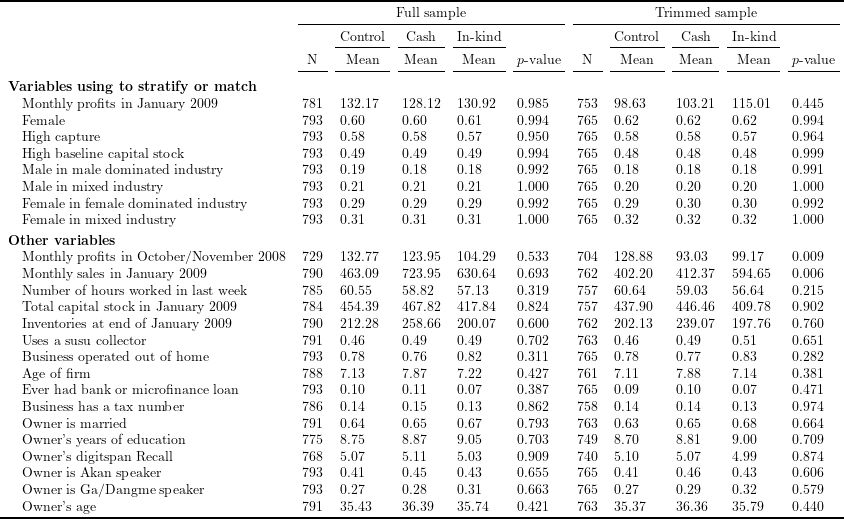 Full sample Trimmed sample
Control Cash In-kind Control Cash In-kind
N Mean Mean Mean p-value N Mean Mean Mean p-value
Variables using to stratify or match
Monthly profits in January 2009 781 132.17 128.12 130.92 0.985 753 98.63 103.21 115.01 0.445
Female 793 0.60 0.60 0.61 0.994 765 0.62 0.62 0.62 0.994
High capture 793 0.58 0.58 0.57 0.950 765 0.58 0.58 0.57 0.964
High baseline capital stock 793 0.49 0.49 0.49 0.994 765 0.48 0.48 0.48 0.999
Male in male dominated industry 793 0.19 0.18 0.18 0.992 765 0.18 0.18 0.18 0.991
Male in mixed industry 793 0.21 0.21 0.21 1.000 765 0.20 0.20 0.20 1.000
Female in female dominated industry 793 0.29 0.29 0.29 0.992 765 0.29 0.30 0.30 0.992
Female in mixed industry 793 0.31 0.31 0.31 1.000 765 0.32 0.32 0.32 1.000
Other variables
Monthly profits in October/November 2008 729 132.77 123.95 104.29 0.533 704 128.88 93.03 99.17 0.009
Monthly sales in January 2009 790 463.09 723.95 630.64 0.693 762 402.20 412.37 594.65 0.006
Number of hours worked in last week 785 60.55 58.82 57.13 0.319 757 60.64 59.03 56.64 0.215
Total capital stock in January 2009 784 454.39 467.82 417.84 0.824 757 437.90 446.46 409.78 0.902
Inventories at end of January 2009 790 212.28 258.66 200.07 0.600 762 202.13 239.07 197.76 0.760
Uses a susu collector 791 0.46 0.49 0.49 0.702 763 0.46 0.49 0.51 0.651
Business operated out of home 793 0.78 0.76 0.82 0.311 765 0.78 0.77 0.83 0.282
Age of firm 788 7.13 7.87 7.22 0.427 761 7.11 7.88 7.14 0.381
Ever had bank or microfinance loan 793 0.10 0.11 0.07 0.387 765 0.09 0.10 0.07 0.471
Business has a tax number 786 0.14 0.15 0.13 0.862 758 0.14 0.14 0.13 0.974
Owner is married 791 0.64 0.65 0.67 0.793 763 0.63 0.65 0.68 0.664
Owner's years of education 775 8.75 8.87 9.05 0.703 749 8.70 8.81 9.00 0.709
Owner's digitspan Recall 768 5.07 5.11 5.03 0.909 740 5.10 5.07 4.99 0.874
Owner is Akan speaker 793 0.41 0.45 0.43 0.655 765 0.41 0.46 0.43 0.606
Owner is Ga/Dangme speaker 793 0.27 0.28 0.31 0.663 765 0.27 0.29 0.32 0.579
Owner's age 791 35.43 36.39 35.74 0.421 763 35.37 36.36 35.79 0.440